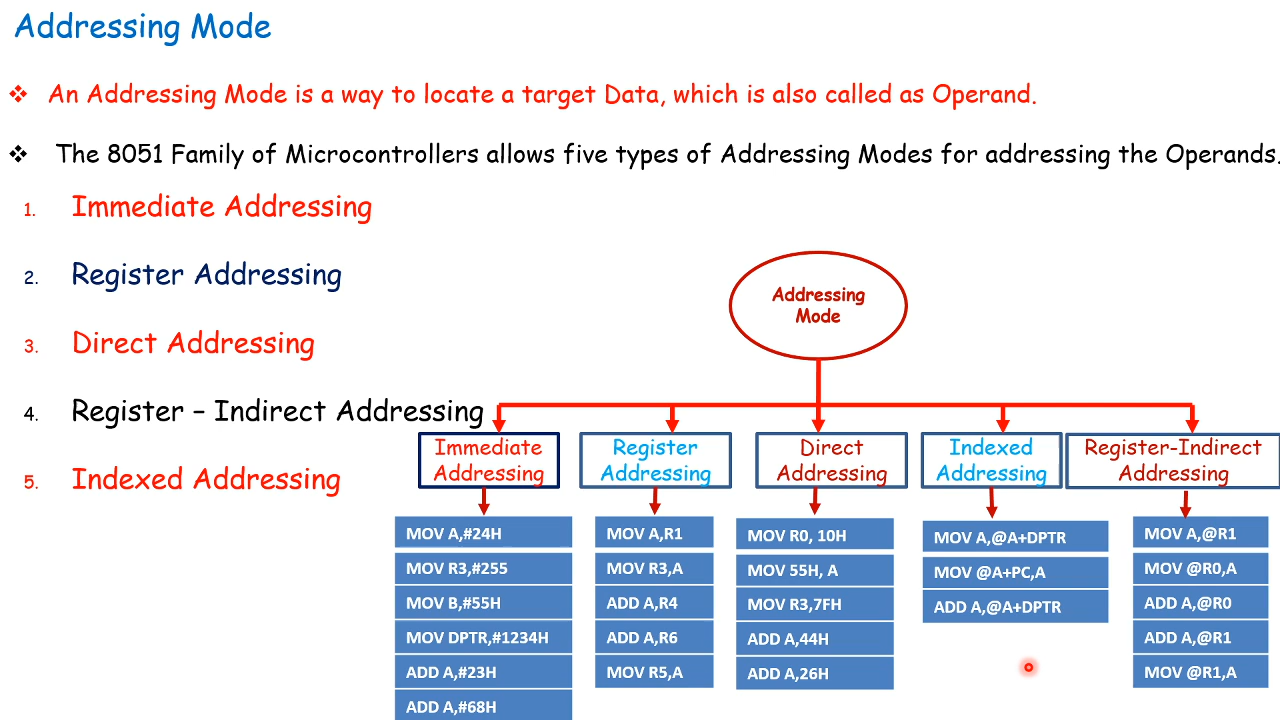 Addressing Mode
❖ An Addressing Mode is a way to locate a target Data, which is also called as Operand.
❖ The 8051 Family of Microcontrollers allows five types of Addressing Modes for addressing the Operands.
1. Immediate Addressing
2. Register Addressing
3. Direct Addressing
4. Register – Indirect Addressing
5. Indexed Addressing
Addressing
Mode
Immediate
Addressing
MOV A,#24H
MOV R3,#255
MOV B,#55H
MOV DPTR,#1234H
ADD A,#23H
ADD A,#68H
Register
Addressing
MOV A,R1
MOV R3,A
ADD A,R4
ADD A,R6
MOV R5,A
Direct
Addressing
MOV R0, 10H
MOV 55H, A
MOV R3,7FH
ADD A,44H
ADD A,26H
Indexed
Addressing
MOV A,@A+DPTR
MOV @A+PC,A
ADD A,@A+DPTR
Register-Indirect
Addressing
MOV A,@R1
MOV @R0,A
ADD A,@R0
ADD A,@R1
MOV @R1,A